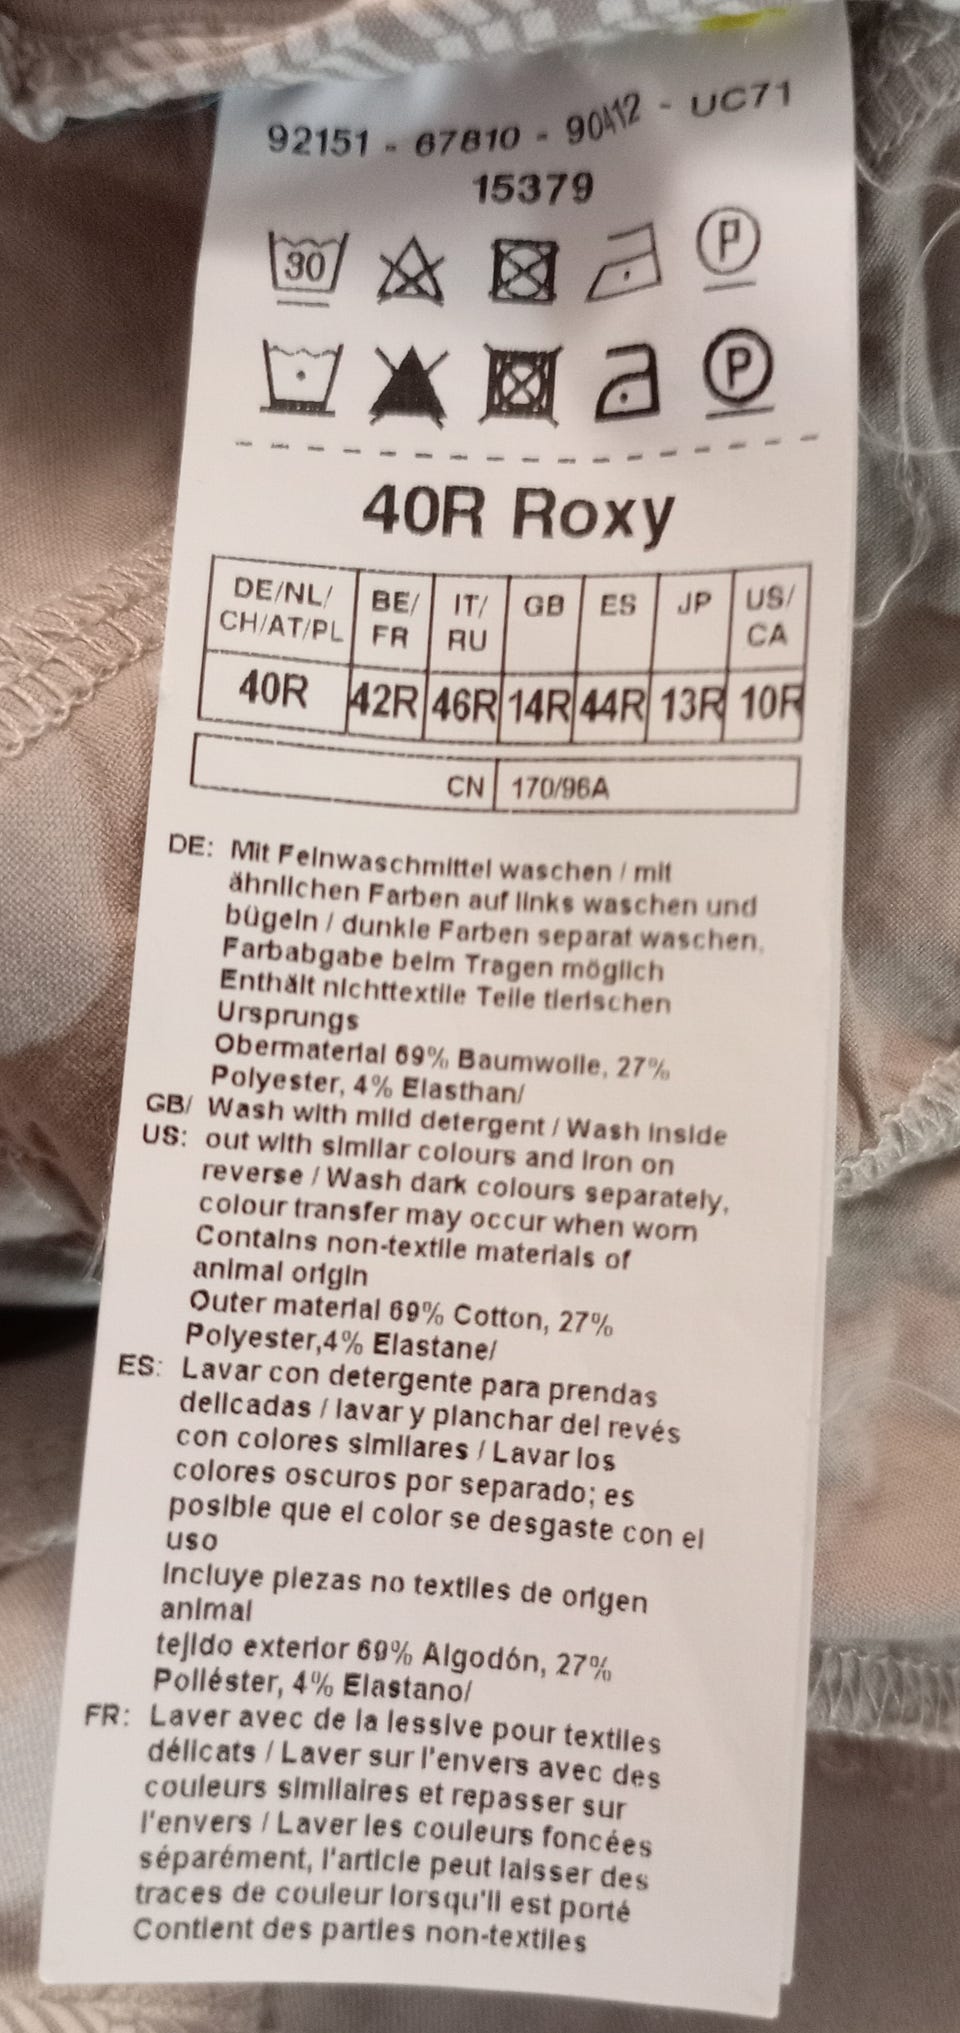 92151 - 67810 - 90412 - UC71
15379
30 P
P
40R Roxy
DE/NL/ CH/AT/PL BE/ FR IT/ RU GB ES JP US/ CA
40R 42R 46R 14R 44R 13R 10R
CN 170/96A
DE: Mit Feinwaschmittel waschen / mit
ähnlichen Farben auf links waschen und
bügeln / dunkle Farben separat waschen,
Farbabgabe beim Tragen möglich
Enthält nichttextile Teile tierischen
Ursprungs
Obermaterial 69% Baumwolle, 27%
Polyester, 4% Elasthan/
GB/ Wash with mild detergent / Wash inside
US: out with similar colours and iron on
reverse / Wash dark colours separately,
colour transfer may occur when worn
Contains non-textile materials of
animal origin
Outer material 69% Cotton, 27%
Polyester,4% Elastane/
ES: Lavar con detergente para prendas
delicadas / lavar y planchar del revés
con colores similares / Lavar los
colores oscuros por separado; es
posible que el color se desgaste con el
uso
Incluye piezas no textiles de origen
animal
tejido exterior 69% Algodón, 27%
Poliéster, 4% Elastano/
FR: Laver avec de la lessive pour textiles
délicats / Laver sur l'envers avec des
couleurs similaires et repasser sur
l'envers / Laver les couleurs foncées
séparément, l'article peut laisser des
traces de couleur lorsqu'il est porté
Contient des parties non-textiles